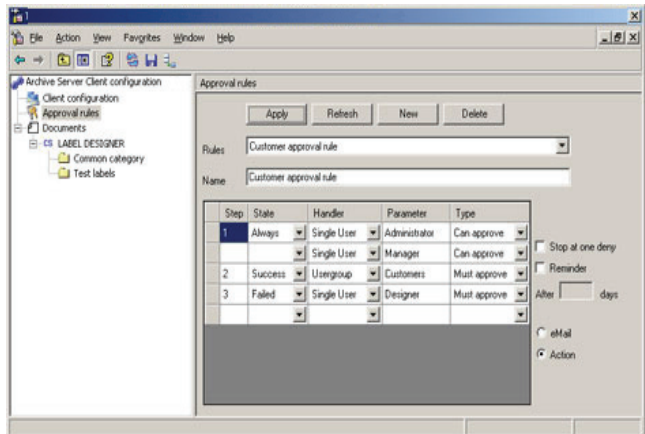 File Action View Favorites Window Help
Archive Server Client configuration
Client configuration
Approval rules
Documents
CS LABEL DESIGNER
Common category
Test labels
Approval rules
Apply Refresh New Delete
Rules Customer approval rule
Name Customer approval rule
Step State Handler Parameter Type
1 Always Single User Administrator Can approve
Single User Manager Can approve
2 Success Usergroup Customers Must approve
3 Failed Single User Designer Must approve
Stop at one deny
Reminder
After days
eMail
Action